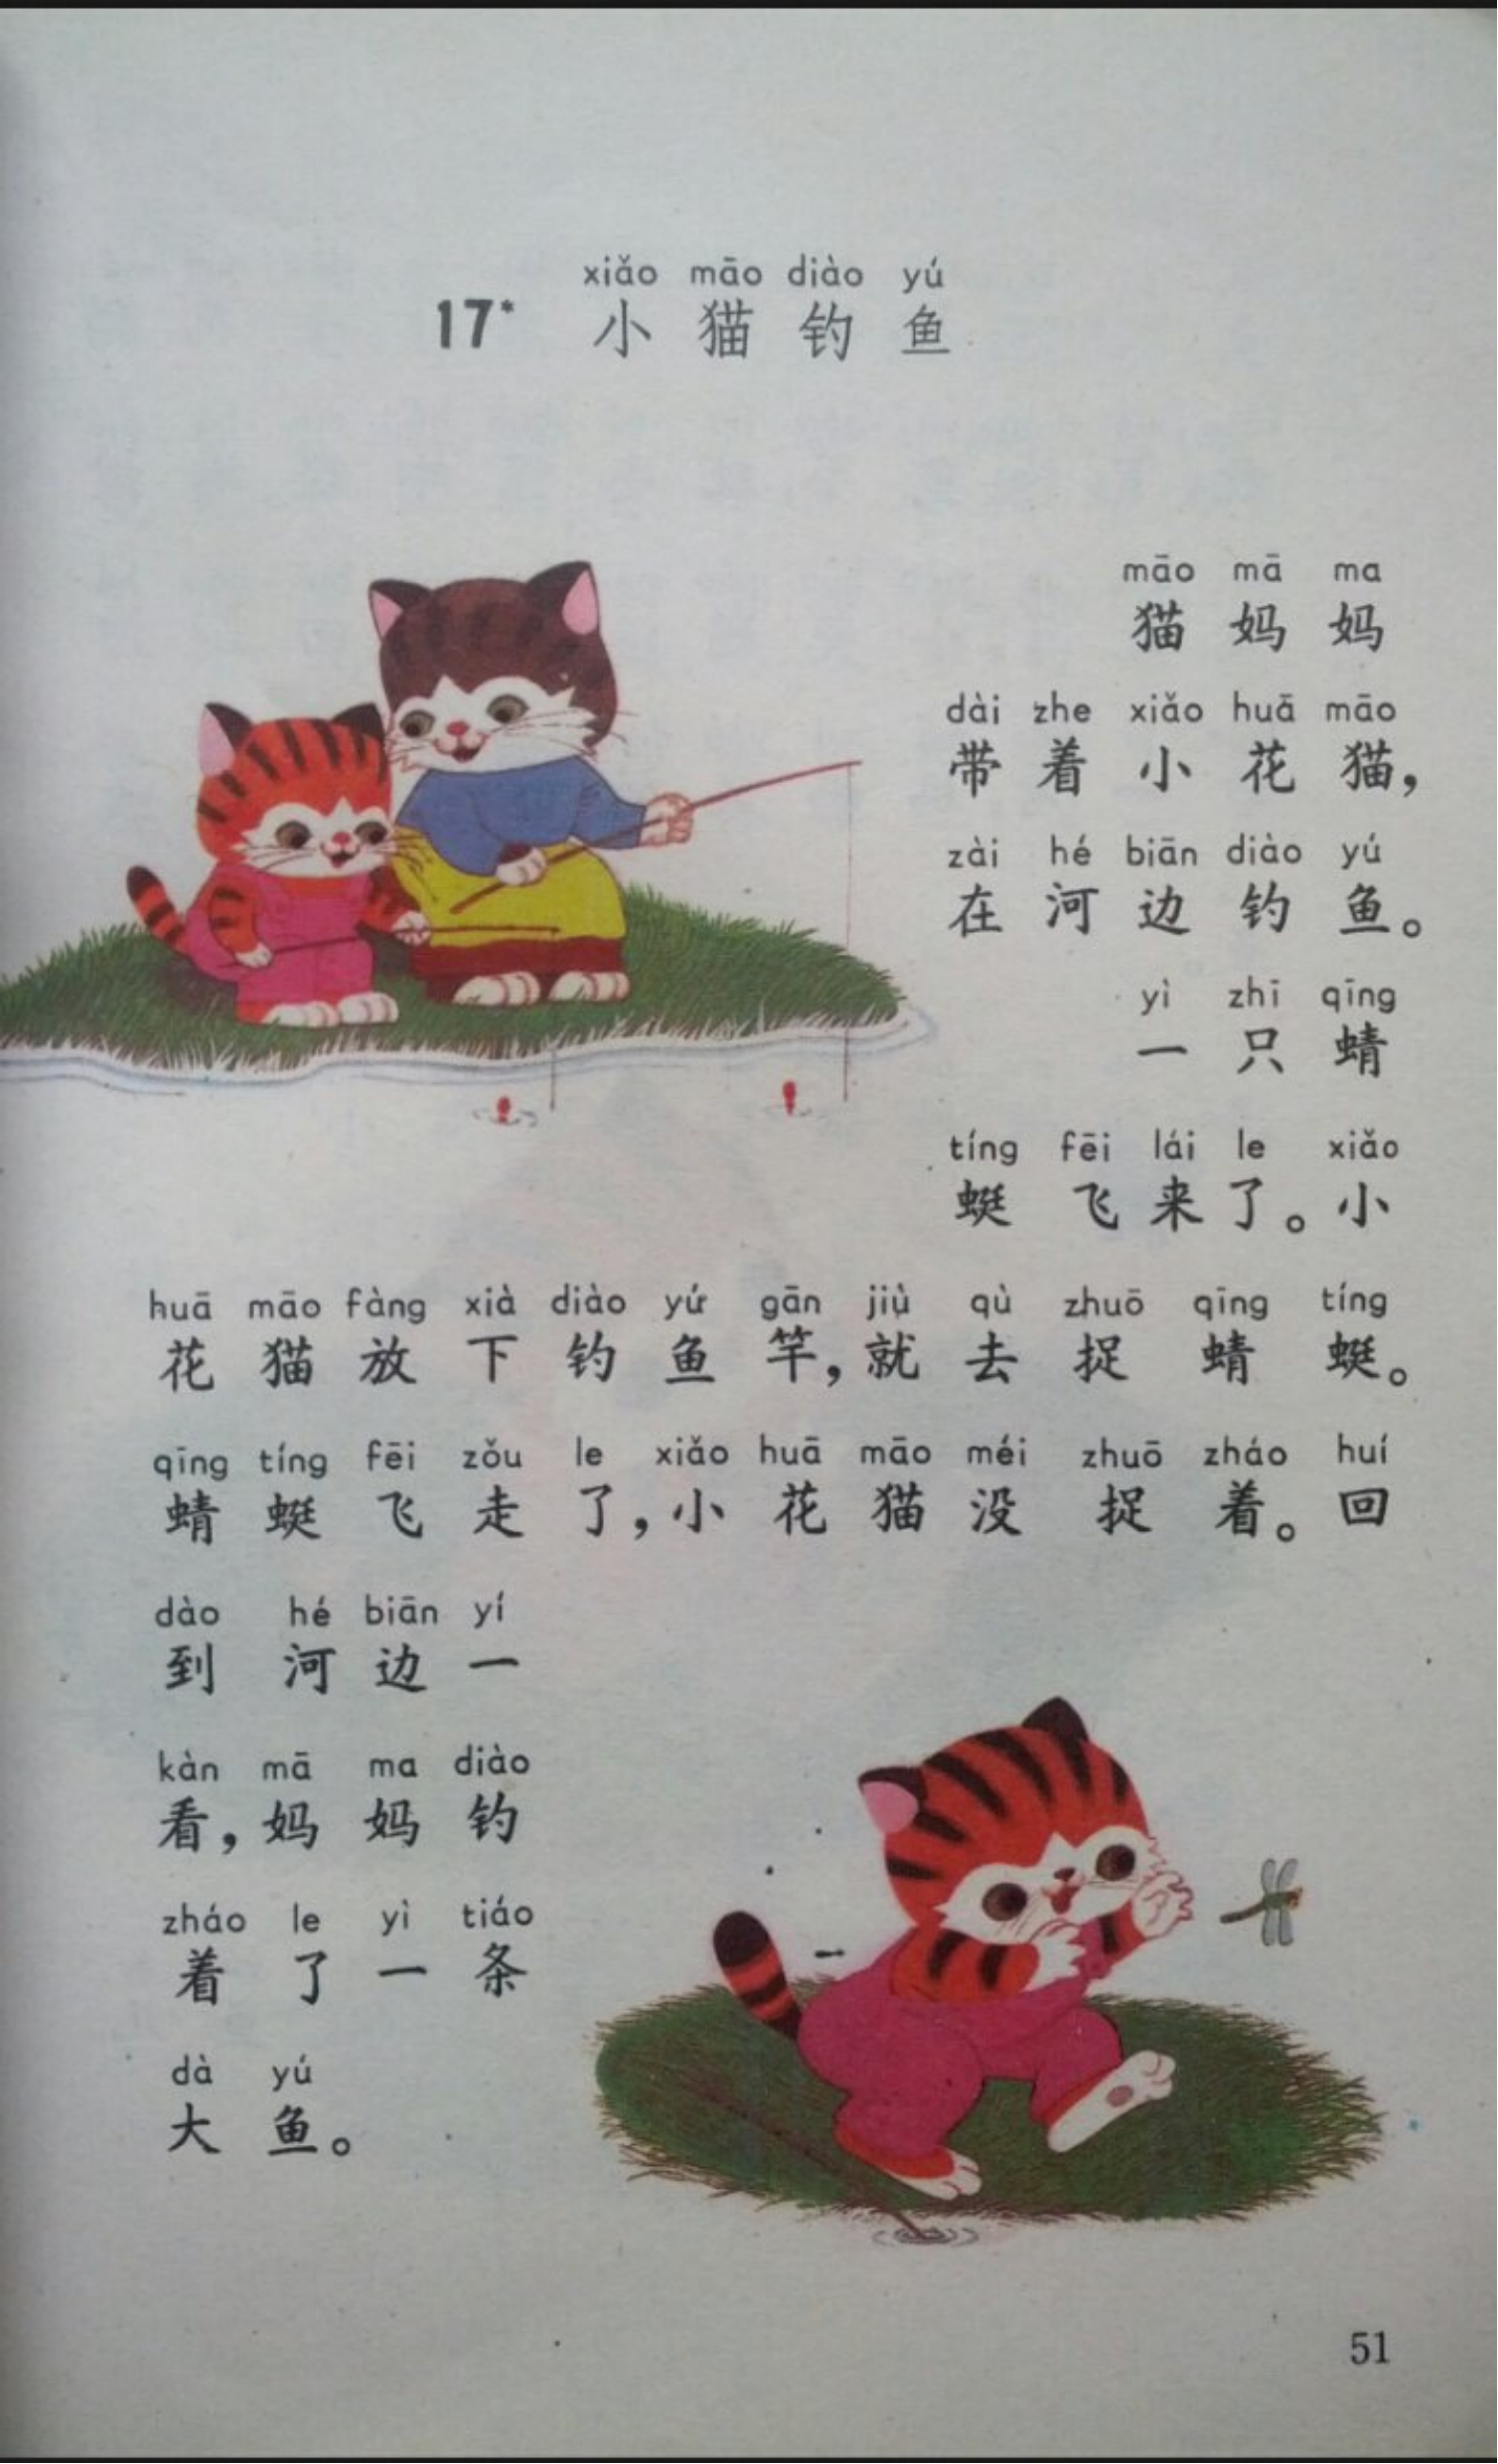 xiǎo māo diào yú
17* 小猫钓鱼
māo mā ma
猫妈妈
dài zhe xiǎo huā māo
带着小花猫，
zài hé biān diào yú
在河边钓鱼。
yì zhī qīng
一只蜻
tíng fēi lái le xiǎo
蜓飞来了。小
huā māo fàng xià diào yú gān jiù qù zhuō qīng tíng
花猫放下钓鱼竿，就去捉蜻蜓。
qīng tíng fēi zǒu le xiǎo huā māo méi zhuō zháo huí
蜻蜓飞走了，小花猫没捉着。回
dào hé biān yí
到河边一
kàn mā ma diào
看，妈妈钓
zháo le yì tiáo
着了一条
dà yú
大鱼。
51